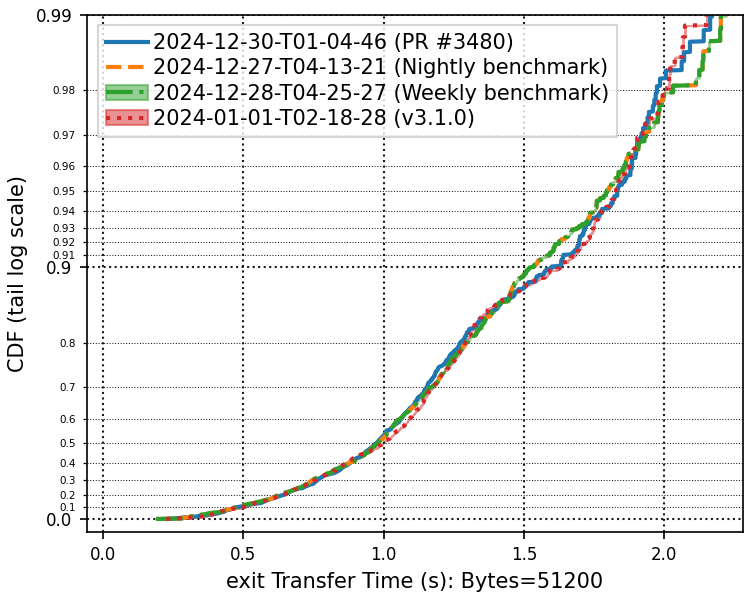 2024-12-30-T01-04-46 (PR #3480)
2024-12-27-T04-13-21 (Nightly benchmark)
2024-12-28-T04-25-27 (Weekly benchmark)
2024-01-01-T02-18-28 (v3.1.0)
CDF (tail log scale)
0.99
0.98
0.97
0.96
0.95
0.94
0.93
0.92
0.91
0.9
0.8
0.7
0.6
0.5
0.4
0.3
0.2
0.1
0.0
0.0 0.5 1.0 1.5 2.0
exit Transfer Time (s): Bytes=51200